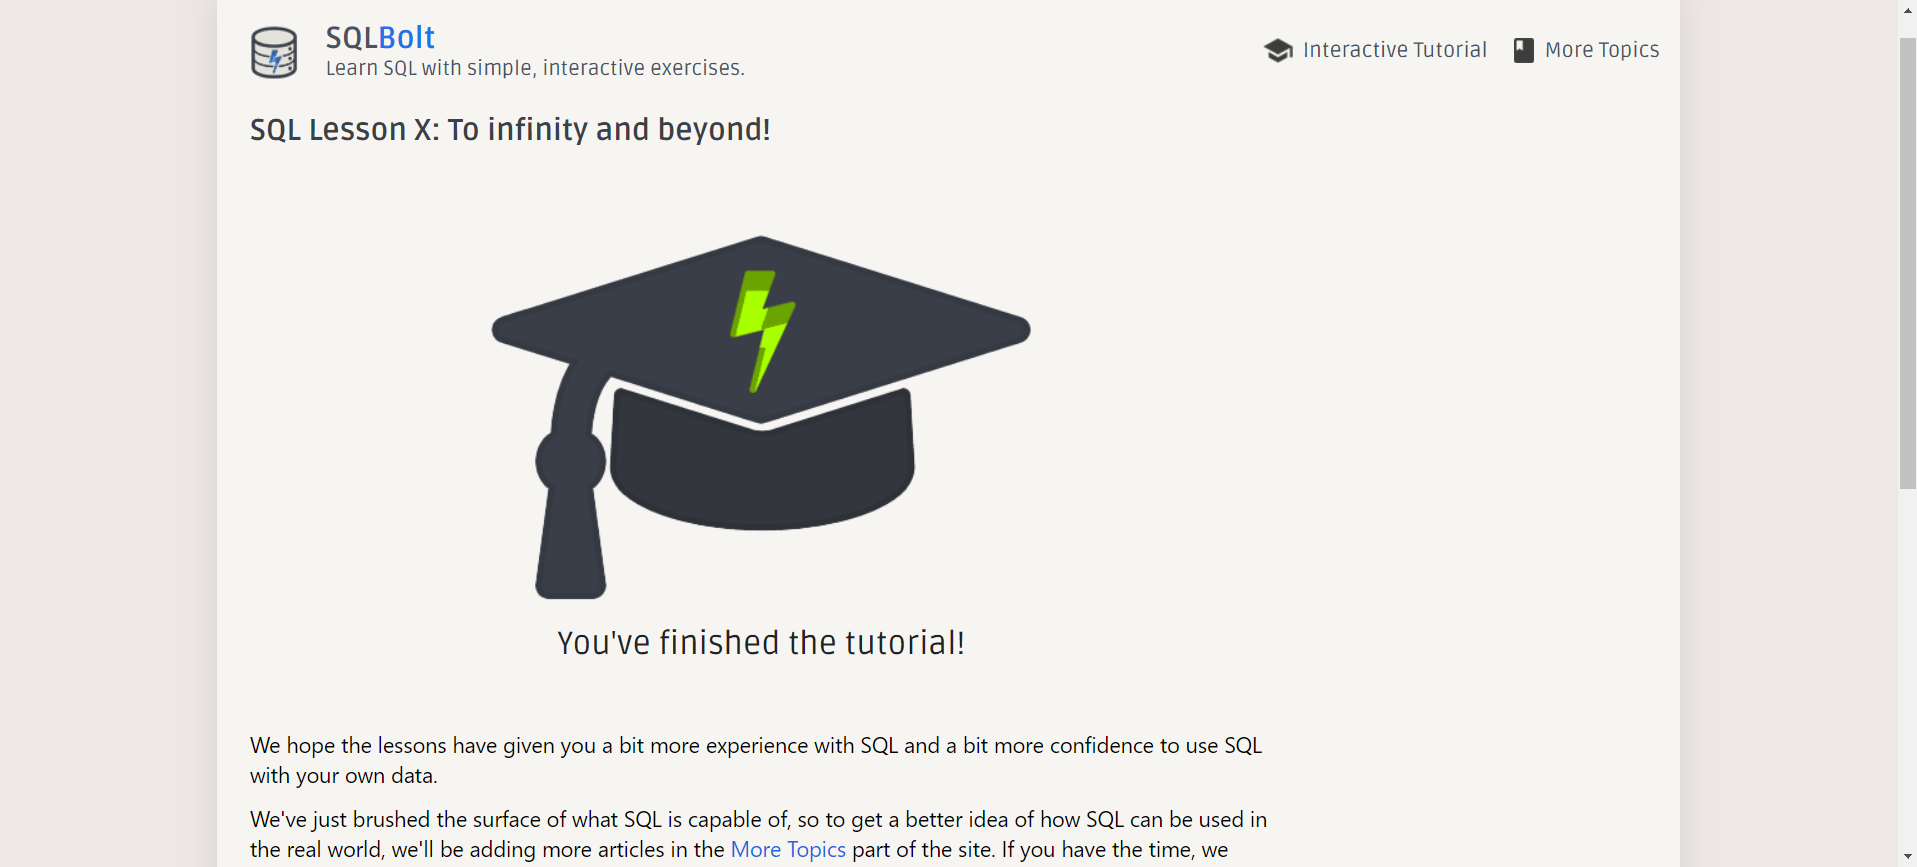 SQLBolt
Learn SQL with simple, interactive exercises.
Interactive Tutorial
More Topics
SQL Lesson X: To infinity and beyond!
You've finished the tutorial!
We hope the lessons have given you a bit more experience with SQL and a bit more confidence to use SQL
with your own data.
We've just brushed the surface of what SQL is capable of, so to get a better idea of how SQL can be used in
the real world, we'll be adding more articles in the More Topics part of the site. If you have the time, we